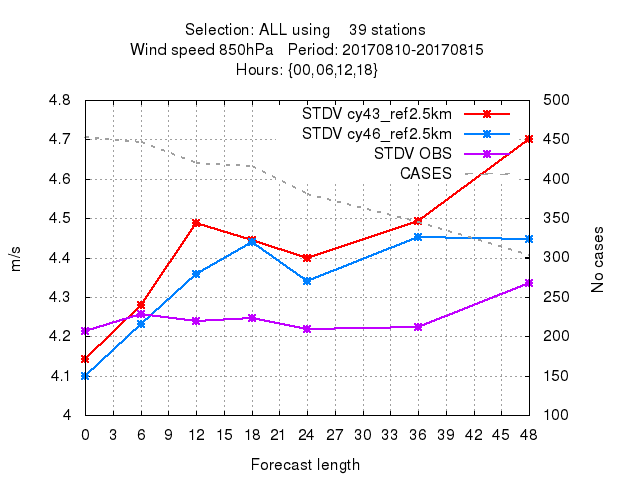 Selection: ALL using 39 stations
Wind speed 850hPa Period: 20170810-20170815
Hours: {00,06,12,18}
STDV cy43_ref2.5km
STDV cy46_ref2.5km
STDV OBS
CASES
4.8
4.7
4.6
4.5
4.4
4.3
4.2
4.1
4
m/s
500
450
400
350
300
250
200
150
100
No cases
0 3 6 9 12 15 18 21 24 27 30 33 36 39 42 45 48
Forecast length